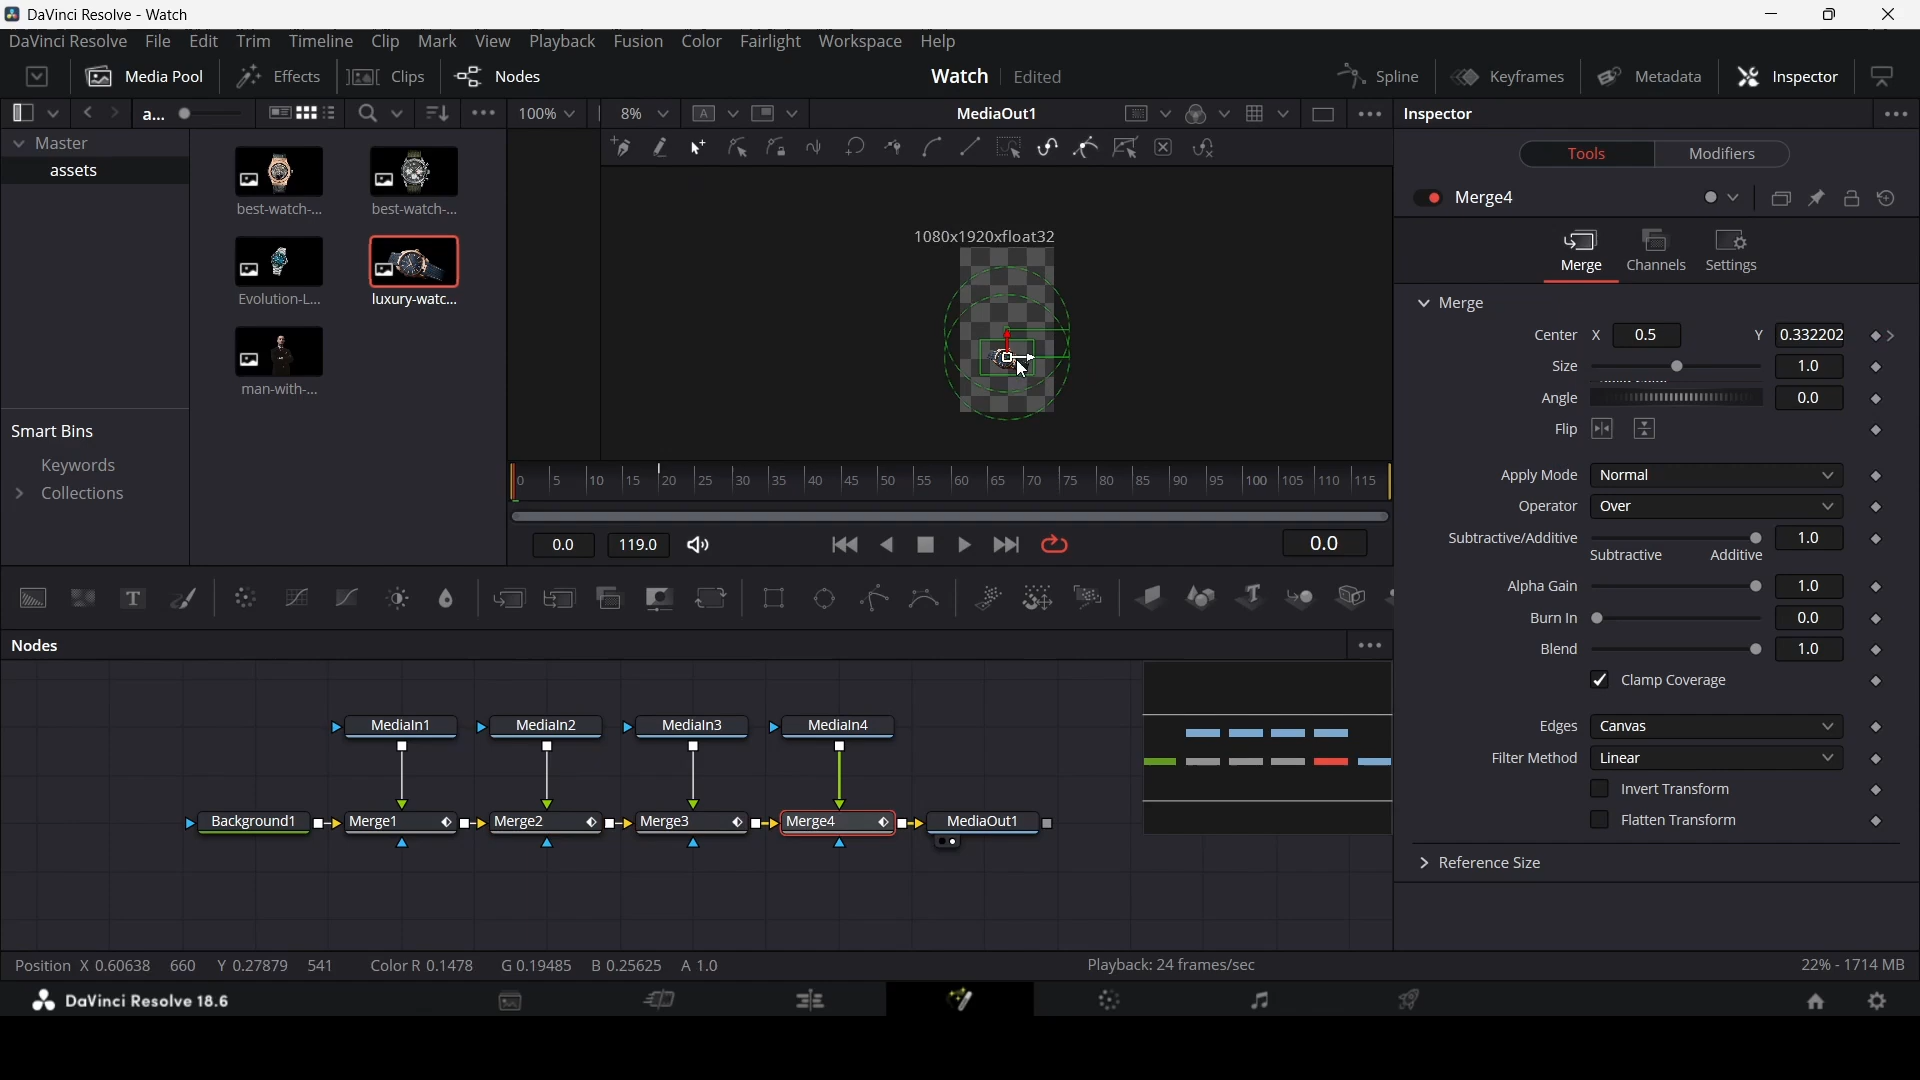 DaVinci Resolve - Watch
DaVinci Resolve File Edit Trim Timeline Clip Mark View Playback Fusion Color Fairlight Workspace Help
Media Pool Effects Clips Nodes Watch Edited Spline Keyframes Metadata Inspector
a... 100% 8% A MediaOut1 Inspector
Master
assets
best-watch-... best-watch-...
Evolution-L... luxury-watc...
man-with-...
Smart Bins
Keywords
Collections
1080x1920xfloat32
0 5 10 15 20 25 30 35 40 45 50 55 60 65 70 75 80 85 90 95 100 105 110 115
0.0 119.0 0.0
Tools Modifiers
Merge4
Merge Channels Settings
Merge
Center X 0.5 Y 0.332202
Size 1.0
Angle 0.0
Flip
Apply Mode Normal
Operator Over
Subtractive/Additive 1.0
Subtractive Additive
Alpha Gain 1.0
Burn In 0.0
Blend 1.0
Clamp Coverage
Edges Canvas
Filter Method Linear
Invert Transform
Flatten Transform
Reference Size
T T
Nodes
MediaIn1 MediaIn2 MediaIn3 MediaIn4
Background1 Merge1 Merge2 Merge3 Merge4 MediaOut1
Position X 0.60638 660 Y 0.27879 541 Color R 0.1478 G 0.19485 B 0.25625 A 1.0 Playback: 24 frames/sec 22% - 1714 MB
DaVinci Resolve 18.6